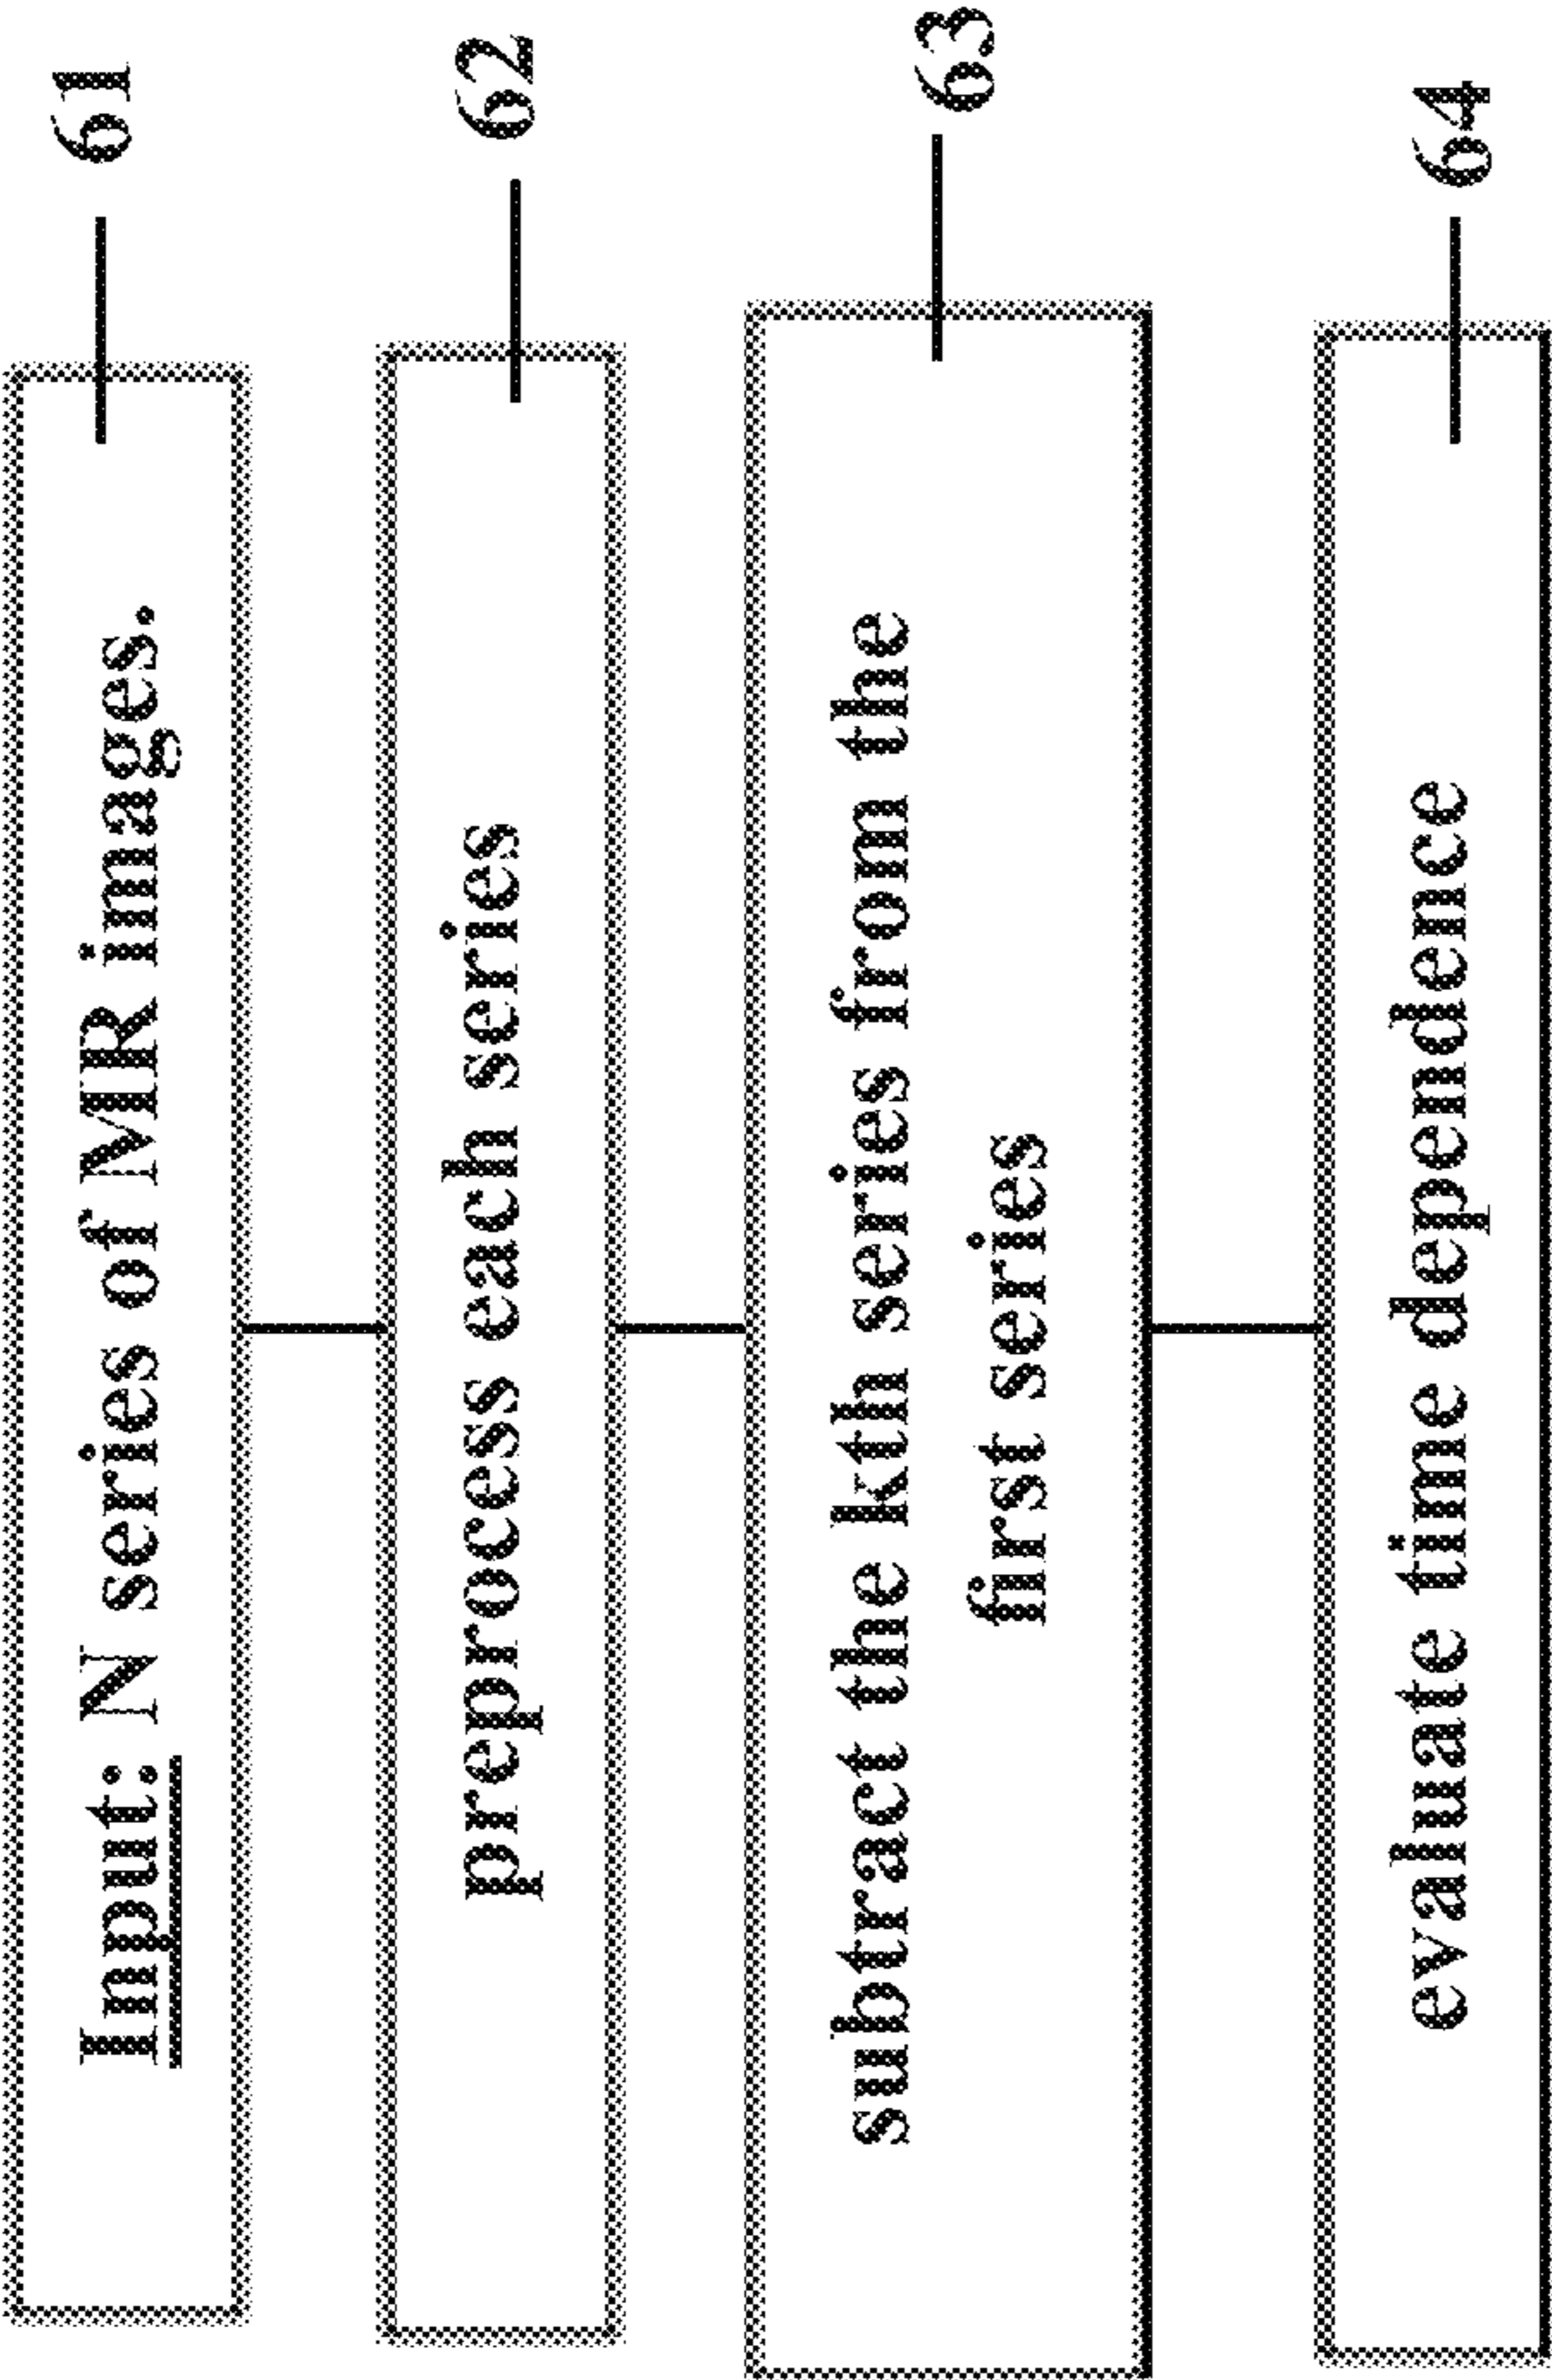 Input: N series of MR images.
61
preprocess each series
62
subtract the kth series from the
first series
63
evaluate time dependence
64